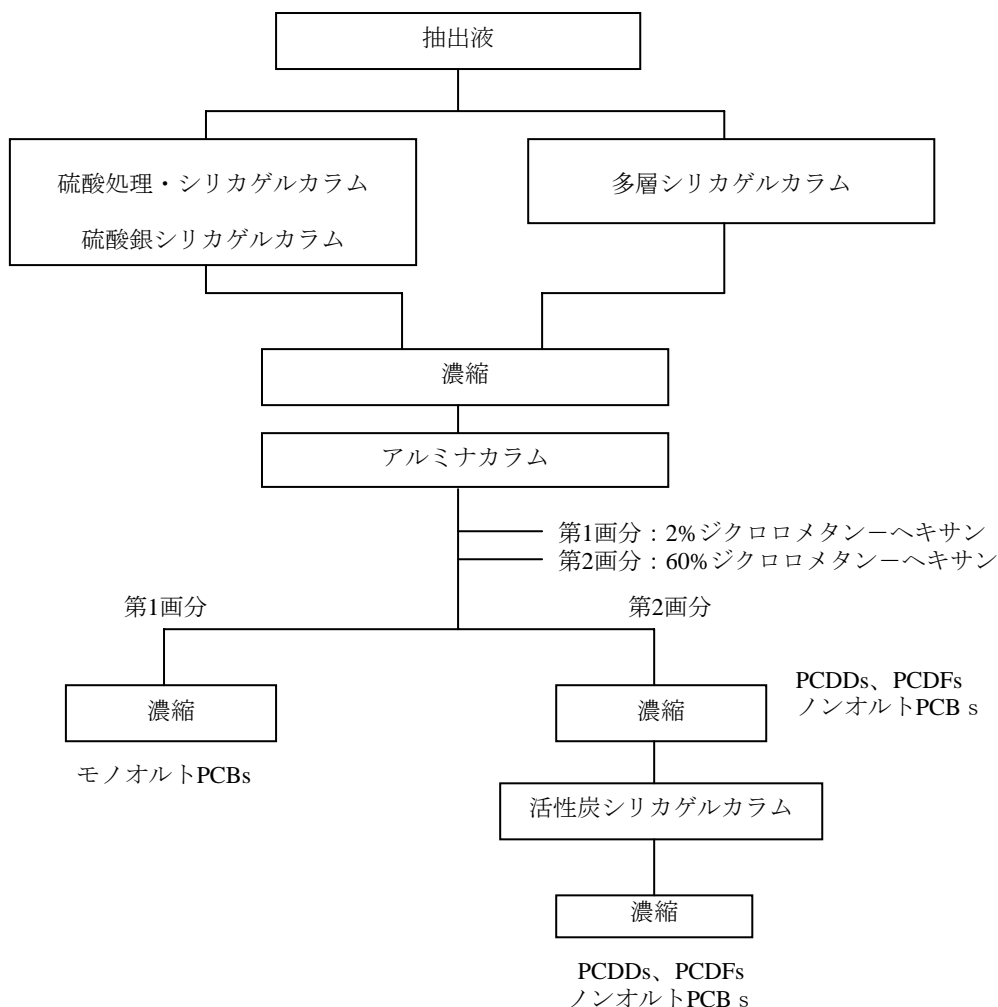 抽出液
硫酸処理・シリカゲルカラム
硫酸銀シリカゲルカラム
多層シリカゲルカラム
濃縮
アルミナカラム
第1画分：2%ジクロロメタン－ヘキサン
第2画分：60%ジクロロメタン－ヘキサン
第1画分
第2画分
濃縮
モノオルトPCBs
濃縮
PCDDs、PCDFs
ノンオルトPCBｓ
活性炭シリカゲルカラム
濃縮
PCDDs、PCDFs
ノンオルトPCBｓ